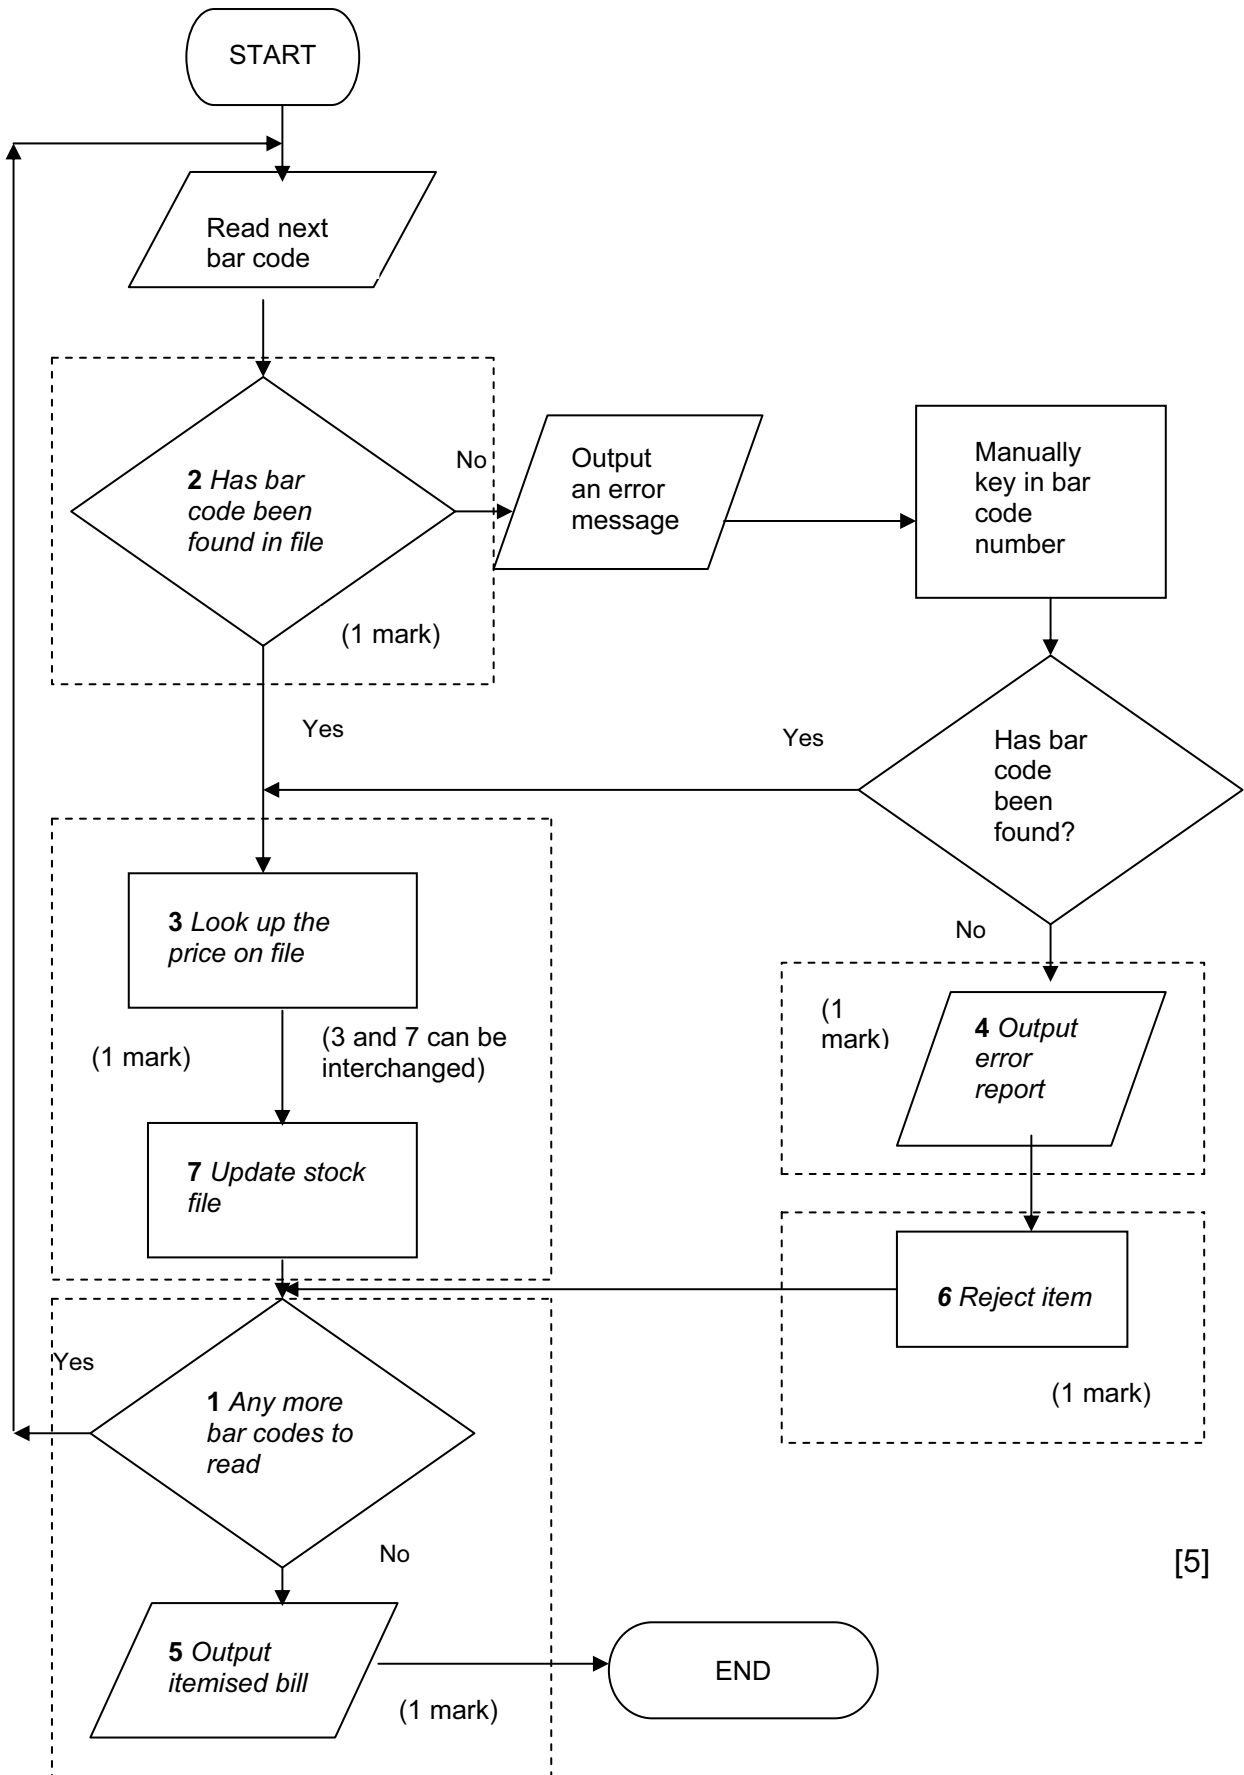 START
Read next
bar code
2 Has bar
code been
found in file
No
(1 mark)
Output
an error
message
Manually
key in bar
code
number
Yes
Yes
Has bar
code
been
found?
No
3 Look up the
price on file
(1 mark)
(3 and 7 can be
interchanged)
(1
mark)
4 Output
error
report
7 Update stock
file
6 Reject item
(1 mark)
Yes
1 Any more
bar codes to
read
No
[5]
5 Output
itemised bill
(1 mark)
END